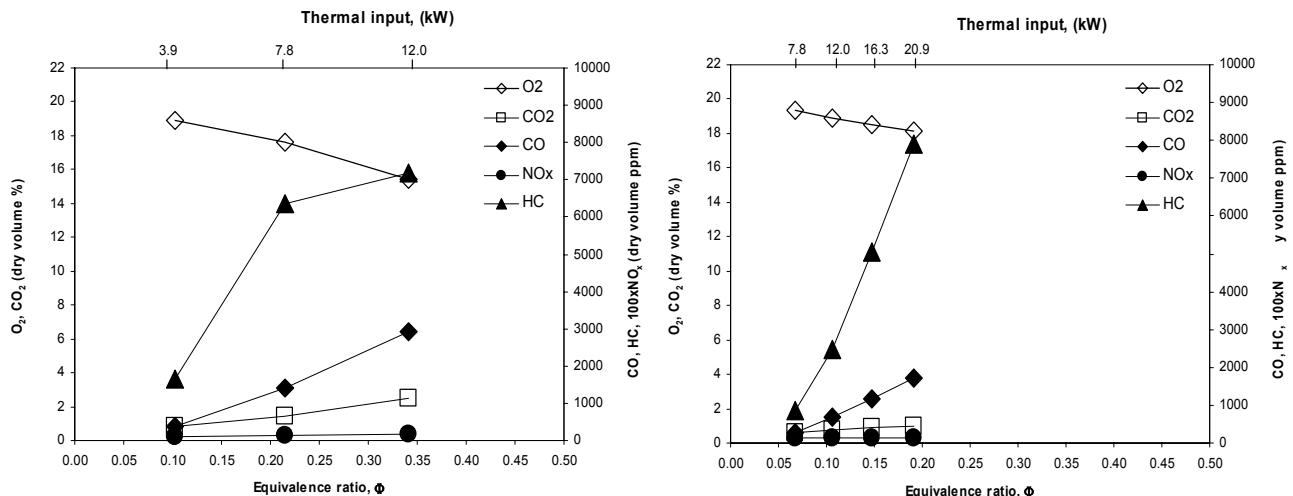 Thermal input, (kW)
3.9 7.8 12.0
22
20
18
16
14
12
10
8
6
4
2
0
O2, CO2 (dry volume %)
10000
9000
8000
7000
6000
5000
4000
3000
2000
1000
0
CO, HC, 100xNOx (dry volume ppm)
O2
CO2
CO
NOx
HC
0.00 0.05 0.10 0.15 0.20 0.25 0.30 0.35 0.40 0.45 0.50
Equivalence ratio, Φ
Thermal input, (kW)
7.8 12.0 16.3 20.9
22
20
18
16
14
12
10
8
6
4
2
0
O2, CO2 (dry volume %)
10000
9000
8000
7000
6000
5000
4000
3000
2000
1000
0
CO, HC, 100xN x y volume ppm)
O2
CO2
CO
NOx
HC
0.00 0.05 0.10 0.15 0.20 0.25 0.30 0.35 0.40 0.45 0.50
Equivalence ratio, Φ